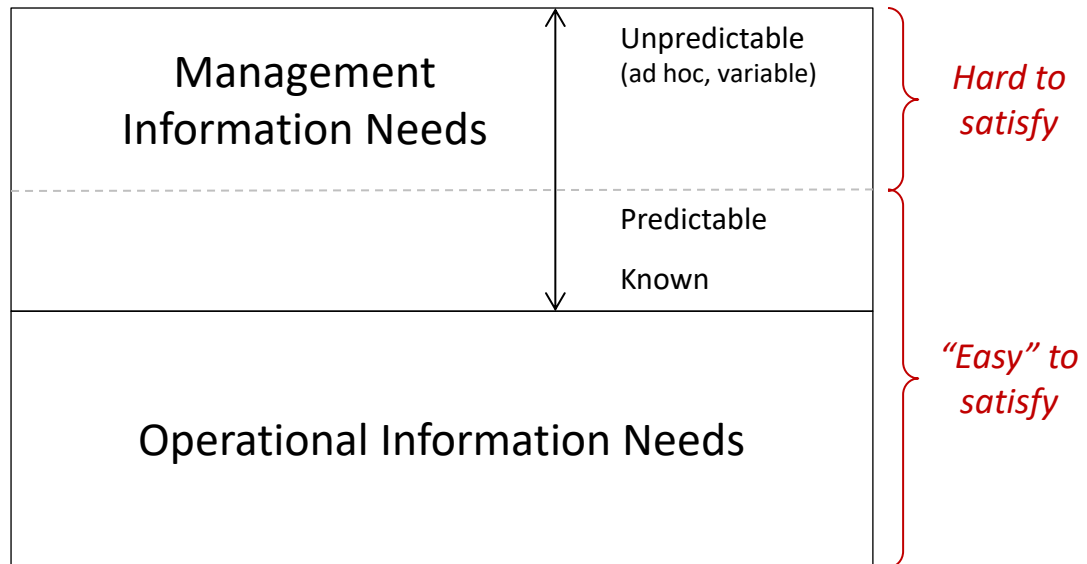 Management
Information Needs
Unpredictable
(ad hoc, variable)
Hard to
satisfy
Predictable
Known
“Easy” to
satisfy
Operational Information Needs